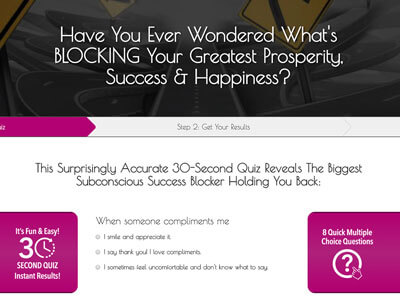 Have You Ever Wondered What's
BLOCKING Your Greatest Prosperity,
Success & Happiness?
Step 2: Get Your Results
This Surprisingly Accurate 30-Second Quiz Reveals The Biggest
Subconscious Success Blocker Holding You Back:
It's Fun & Easy!
30
SECOND QUIZ
Instant Results!
When someone compliments me
I smile and appreciate it.
I say thank you! I love compliments.
I sometimes feel uncomfortable and don't know what to say.
8 Quick Multiple
Choice Questions